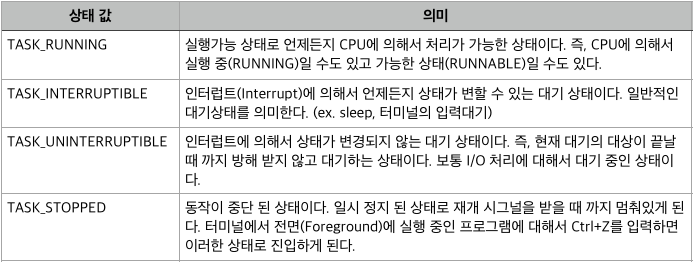 상태 값 의미
TASK_RUNNING 실행가능 상태로 언제든지 CPU에 의해서 처리가 가능한 상태이다. 즉, CPU에 의해서
실행 중(RUNNING)일 수도 있고 가능한 상태(RUNNABLE)일 수도 있다.
TASK_INTERRUPTIBLE 인터럽트(Interrupt)에 의해서 언제든지 상태가 변할 수 있는 대기 상태이다. 일반적인
대기상태를 의미한다. (ex. sleep, 터미널의 입력대기)
TASK_UNINTERRUPTIBLE 인터럽트에 의해서 상태가 변경되지 않는 대기 상태이다. 즉, 현재 대기의 대상이 끝날
때 까지 방해 받지 않고 대기하는 상태이다. 보통 I/O 처리에 대해서 대기 중인 상태이
다.
TASK_STOPPED 동작이 중단 된 상태이다. 일시 정지 된 상태로 재개 시그널을 받을 때 까지 멈춰있게 된
다. 터미널에서 전면(Foreground)에 실행 중인 프로그램에 대해서 Ctrl+Z를 입력하면
이러한 상태로 진입하게 된다.